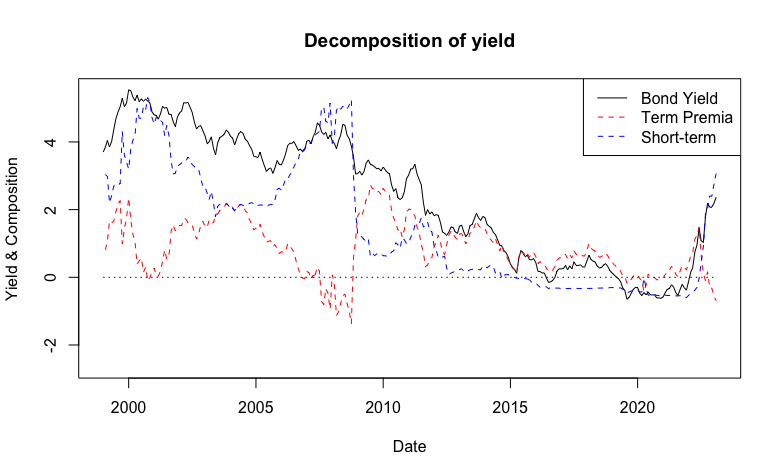 Decomposition of yield
Bond Yield
Term Premia
Short-term
Yield & Composition
4
2
0
-2
2000 2005 2010 2015 2020
Date